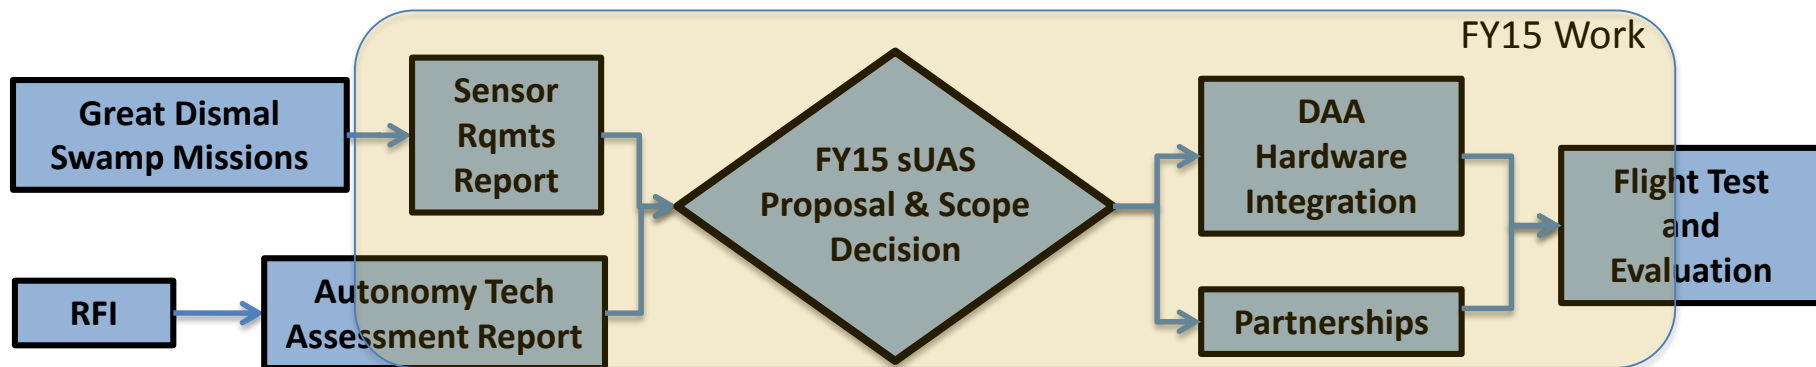 FY15 Work
Great Dismal
Swamp Missions
Sensor
Rqmts
Report
RFI
Autonomy Tech
Assessment Report
FY15 sUAS
Proposal & Scope
Decision
DAA
Hardware
Integration
Partnerships
Flight Test
and
Evaluation